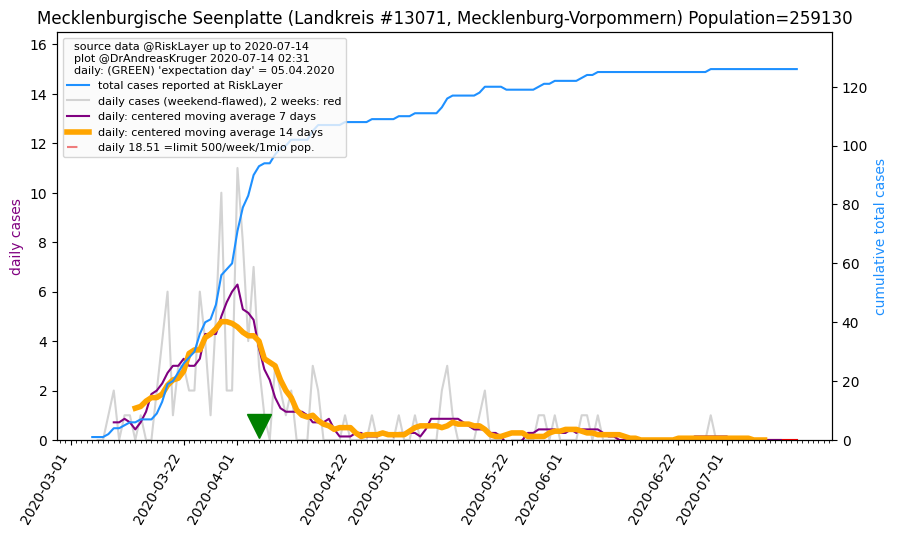 Mecklenburgische Seenplatte (Landkreis #13071, Mecklenburg-Vorpommern) Population=259130
source data @RiskLayer up to 2020-07-14
plot @DrAndreasKruger 2020-07-14 02:31
daily: (GREEN) 'expectation day' = 05.04.2020
total cases reported at RiskLayer
daily cases (weekend-flawed), 2 weeks: red
daily: centered moving average 7 days
daily: centered moving average 14 days
daily 18.51 =limit 500/week/1mio pop.
daily cases
16
14
12
10
8
6
4
2
0
120
100
80
60
40
20
0
cumulative total cases
2020-03-01
2020-03-22
2020-04-01
2020-04-22
2020-05-01
2020-05-22
2020-06-01
2020-06-22
2020-07-01